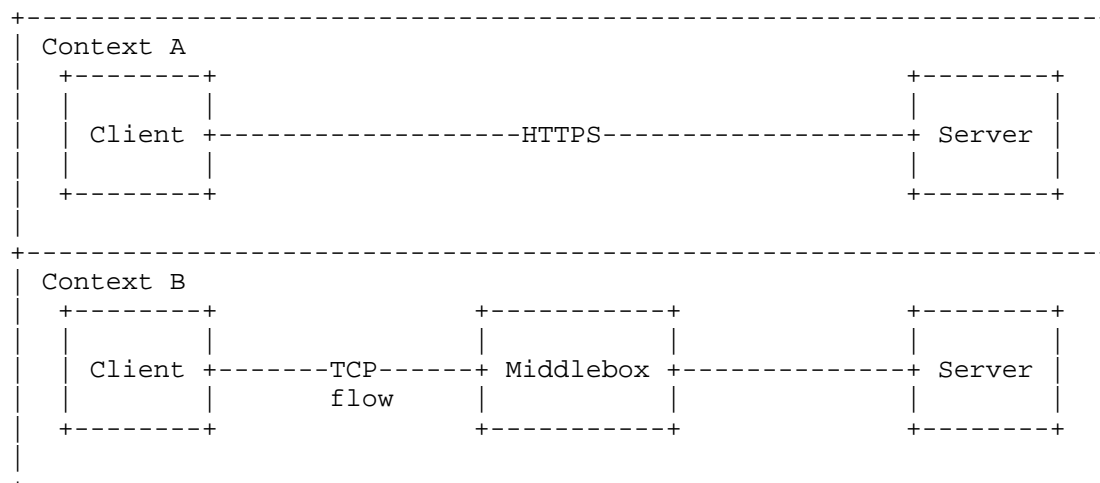 Context A
Client HTTPS Server
Context B
Client TCP Middlebox Server
flow